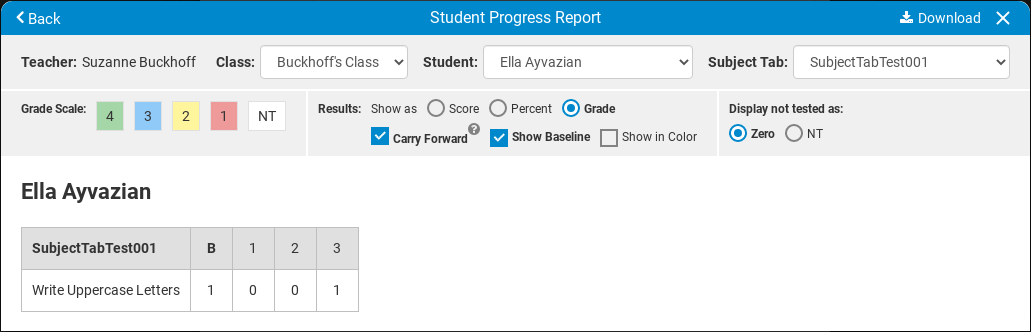 Back Student Progress Report Download
Teacher: Suzanne Buckhoff Class: Buckhoff's Class Student: Ella Ayvazian Subject Tab: SubjectTabTest001
Grade Scale: 4 3 2 1 NT
Results: Show as Score Percent Grade
Carry Forward ? Show Baseline Show in Color
Display not tested as:
Zero NT
Ella Ayvazian
SubjectTabTest001 B 1 2 3
Write Uppercase Letters 1 0 0 1